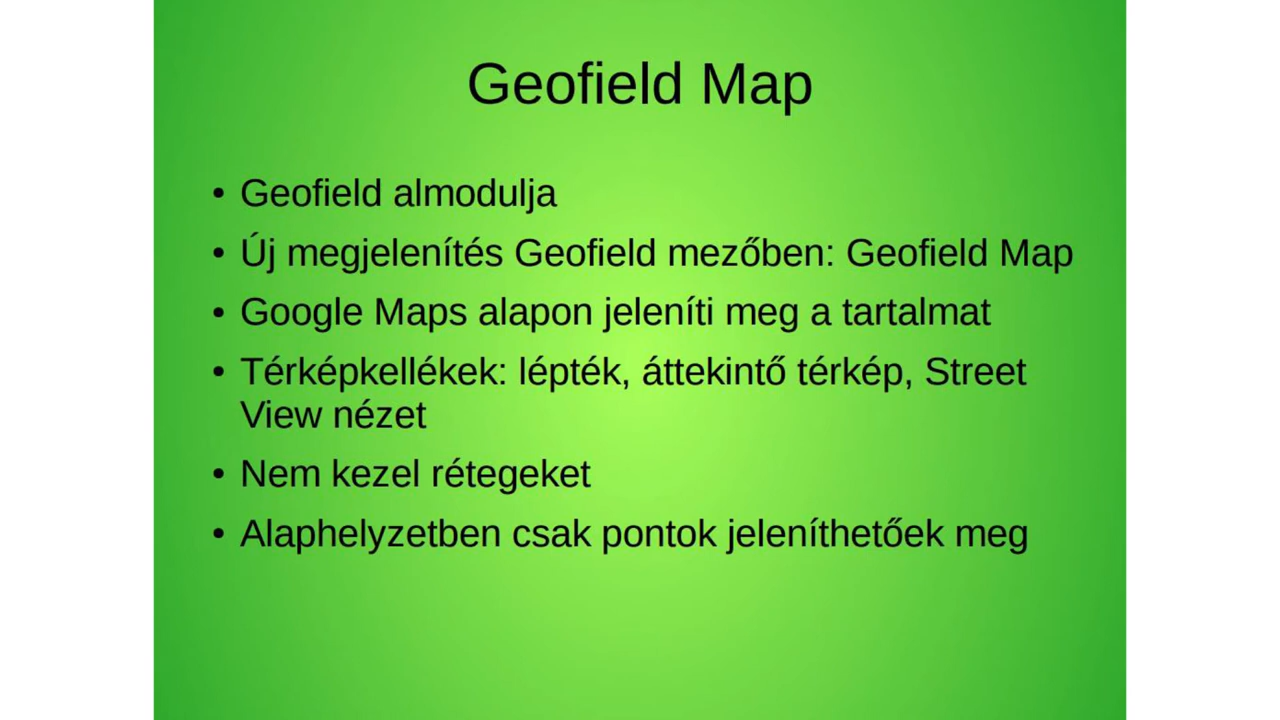 Geofield Map
• Geofield almodulja
• Új megjelenítés Geofield mezőben: Geofield Map
• Google Maps alapon jeleníti meg a tartalmat
• Térképkellékek: lépték, áttekintő térkép, Street
View nézet
• Nem kezel rétegeket
• Alaphelyzetben csak pontok jeleníthetőek meg